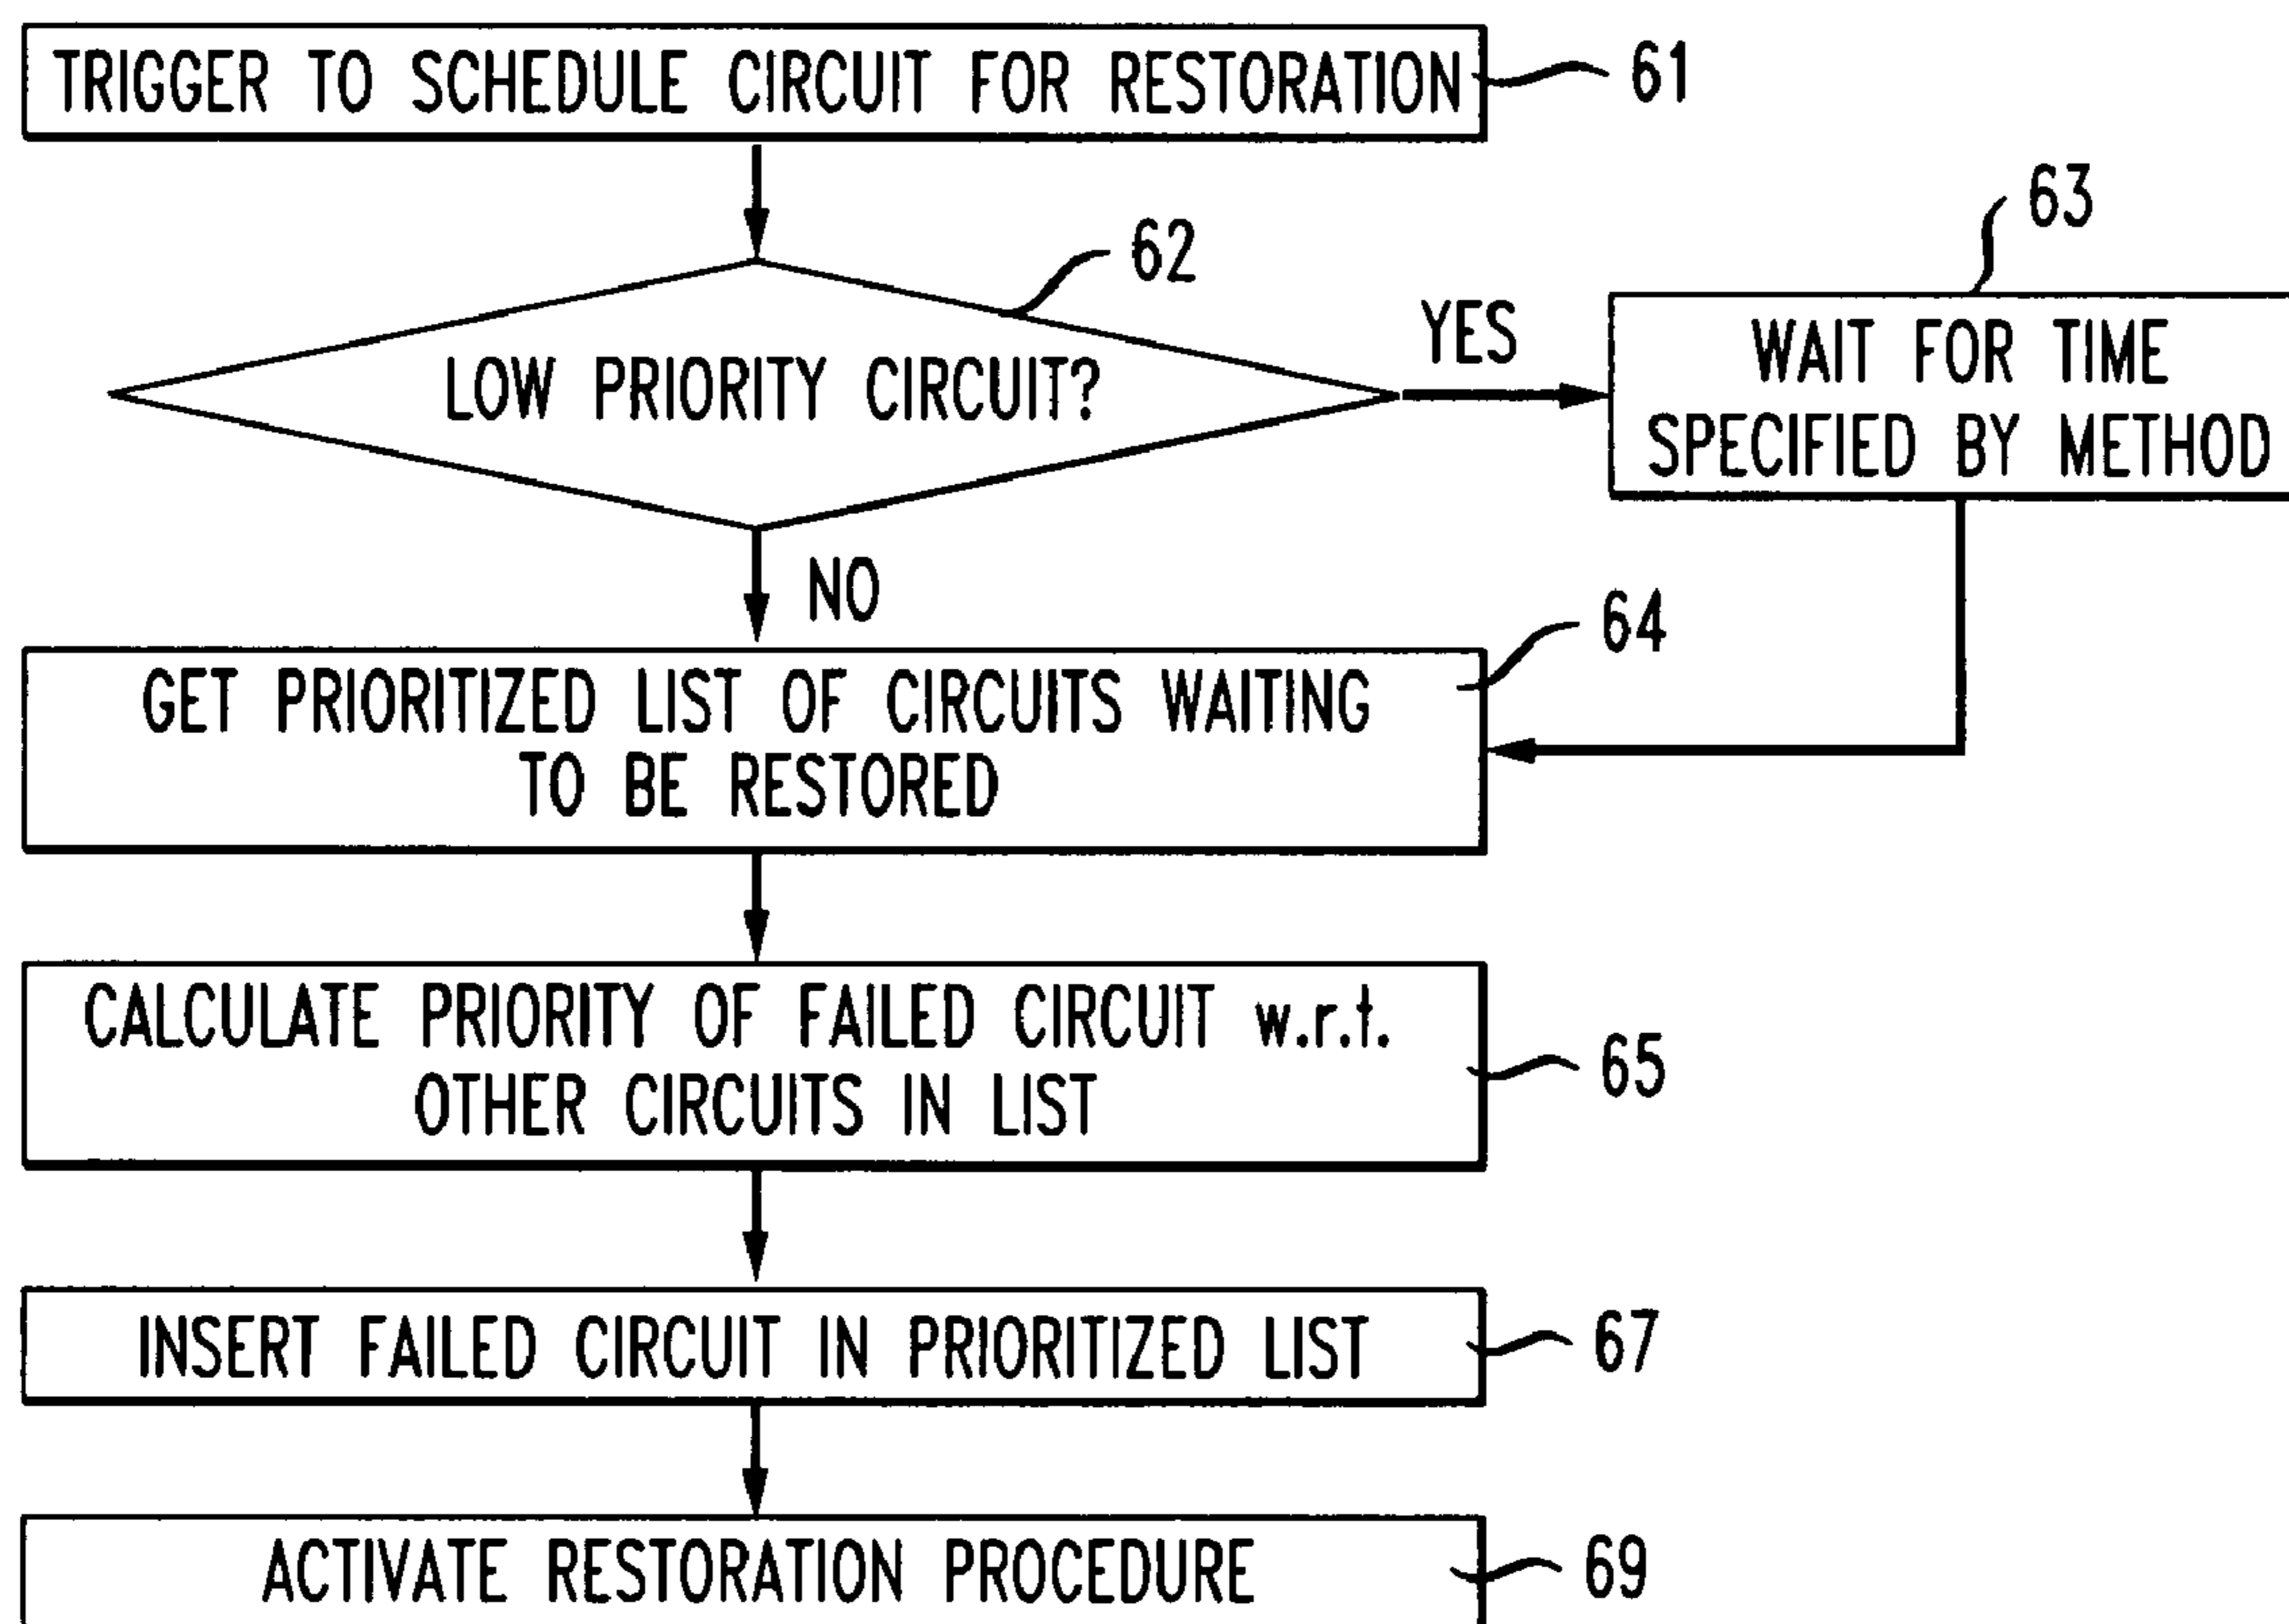 TRIGGER TO SCHEDULE CIRCUIT FOR RESTORATION
61
62
63
LOW PRIORITY CIRCUIT?
YES
WAIT FOR TIME
SPECIFIED BY METHOD
NO
64
GET PRIORITIZED LIST OF CIRCUITS WAITING
TO BE RESTORED
CALCULATE PRIORITY OF FAILED CIRCUIT w.r.t.
OTHER CIRCUITS IN LIST
65
INSERT FAILED CIRCUIT IN PRIORITIZED LIST
67
ACTIVATE RESTORATION PROCEDURE
69